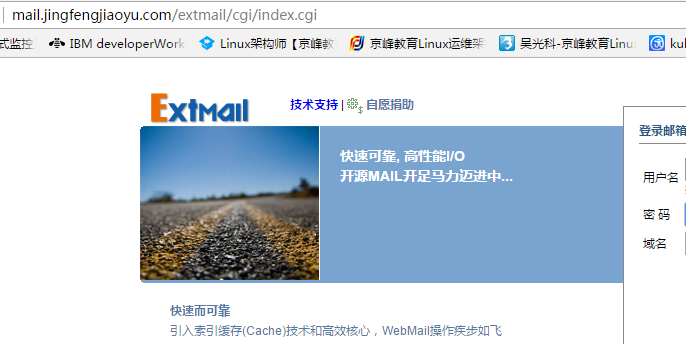 mail.jingfengjiaoyu.com/extmail/cgi/index.cgi
式监控 IBM developerWork Linux架构师【京峰 京峰教育Linux运维架 吴光科-京峰教育Linu kul
EXTMAIL
技术支持 | 自愿捐助
快速可靠, 高性能I/O
开源MAIL开足马力迈进中...
登录邮箱
用户名
密 码
域名
快速而可靠
引入索引缓存(Cache)技术和高效核心，WebMail操作疾步如飞